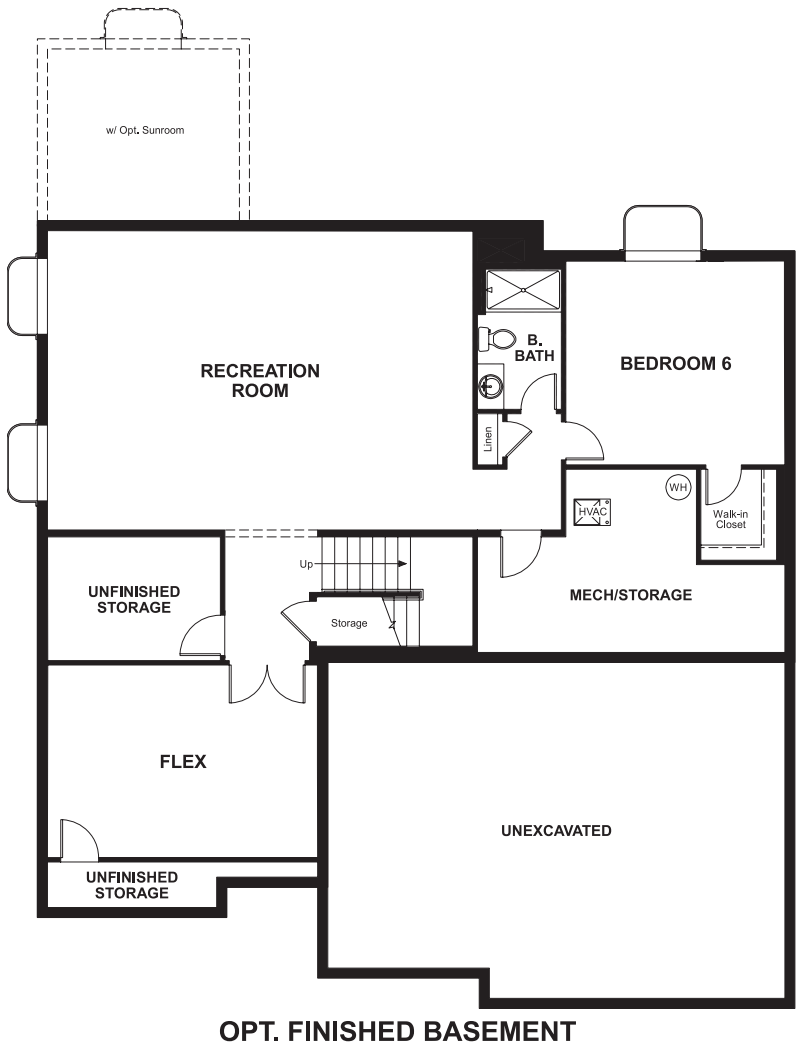 w/ Opt. Sunroom
RECREATION
ROOM
B.
BATH
BEDROOM 6
Linen
WH
HVAC
Walk-in
Closet
Up
UNFINISHED
STORAGE
MECH/STORAGE
Storage
FLEX
UNEXCAVATED
UNFINISHED
STORAGE
OPT. FINISHED BASEMENT